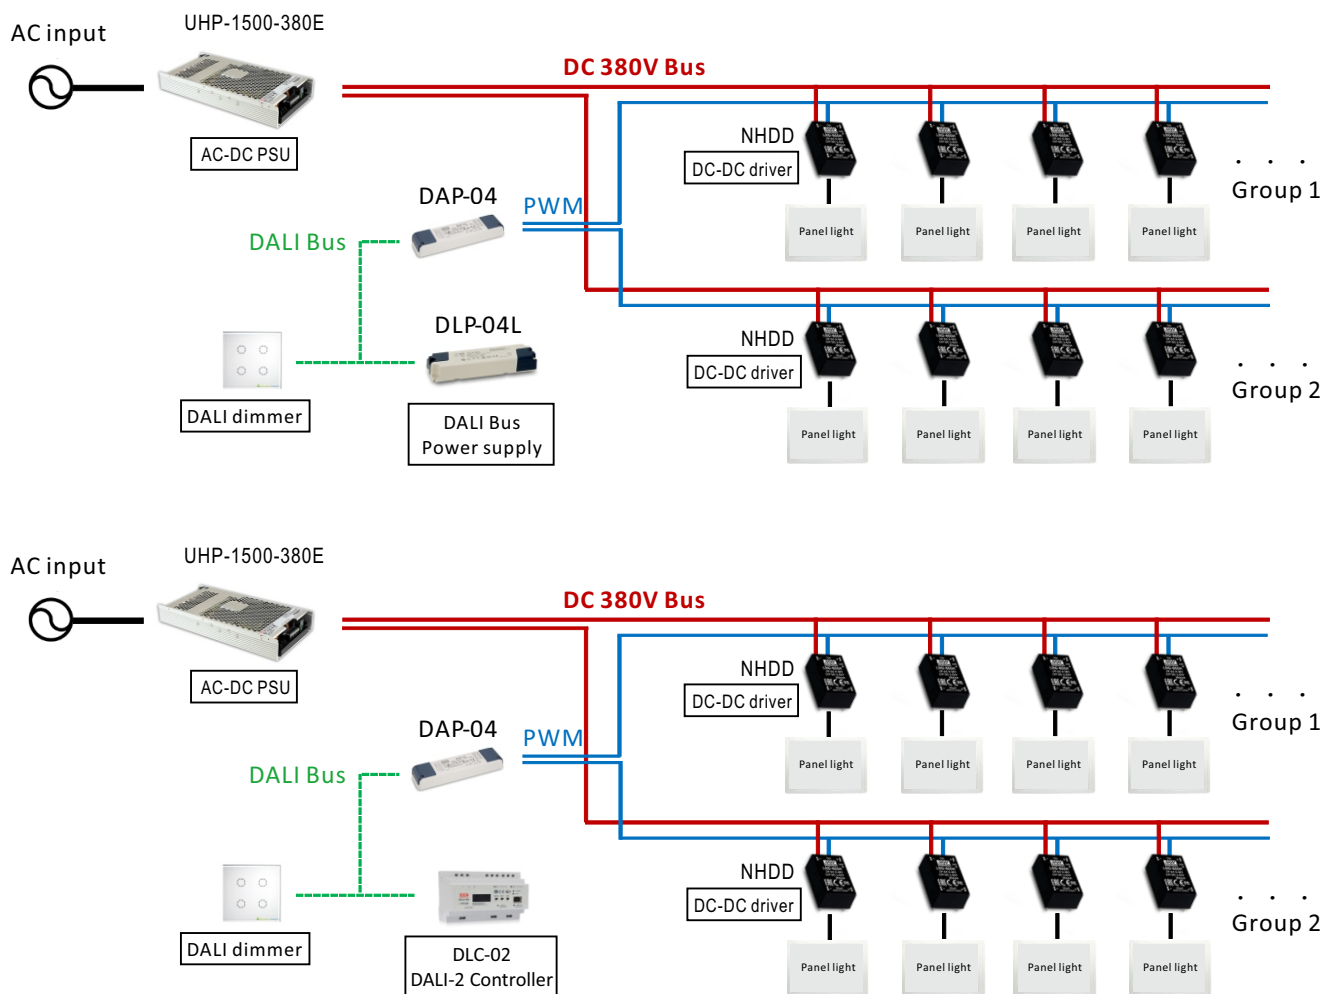 UHP-1500-380E
AC input
DC 380V Bus
AC-DC PSU
NHDD
DC-DC driver
. . .
Group 1
DAP-04
PWM
DALI Bus
Panel light
Panel light
Panel light
Panel light
DLP-04L
NHDD
DC-DC driver
. . .
Group 2
DALI dimmer
DALI Bus
Power supply
Panel light
Panel light
Panel light
Panel light
UHP-1500-380E
AC input
DC 380V Bus
AC-DC PSU
NHDD
DC-DC driver
. . .
Group 1
DAP-04
PWM
DALI Bus
Panel light
Panel light
Panel light
Panel light
NHDD
DC-DC driver
. . .
Group 2
DALI dimmer
DLC-02
DALI-2 Controller
Panel light
Panel light
Panel light
Panel light